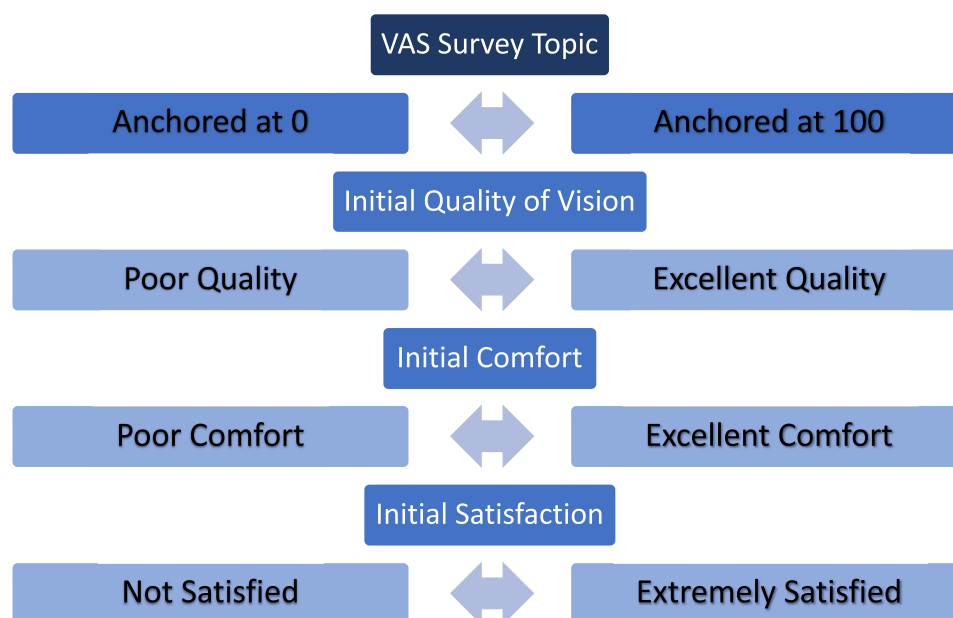 VAS Survey Topic
Anchored at 0
Anchored at 100
Initial Quality of Vision
Poor Quality
Excellent Quality
Initial Comfort
Poor Comfort
Excellent Comfort
Initial Satisfaction
Not Satisfied
Extremely Satisfied